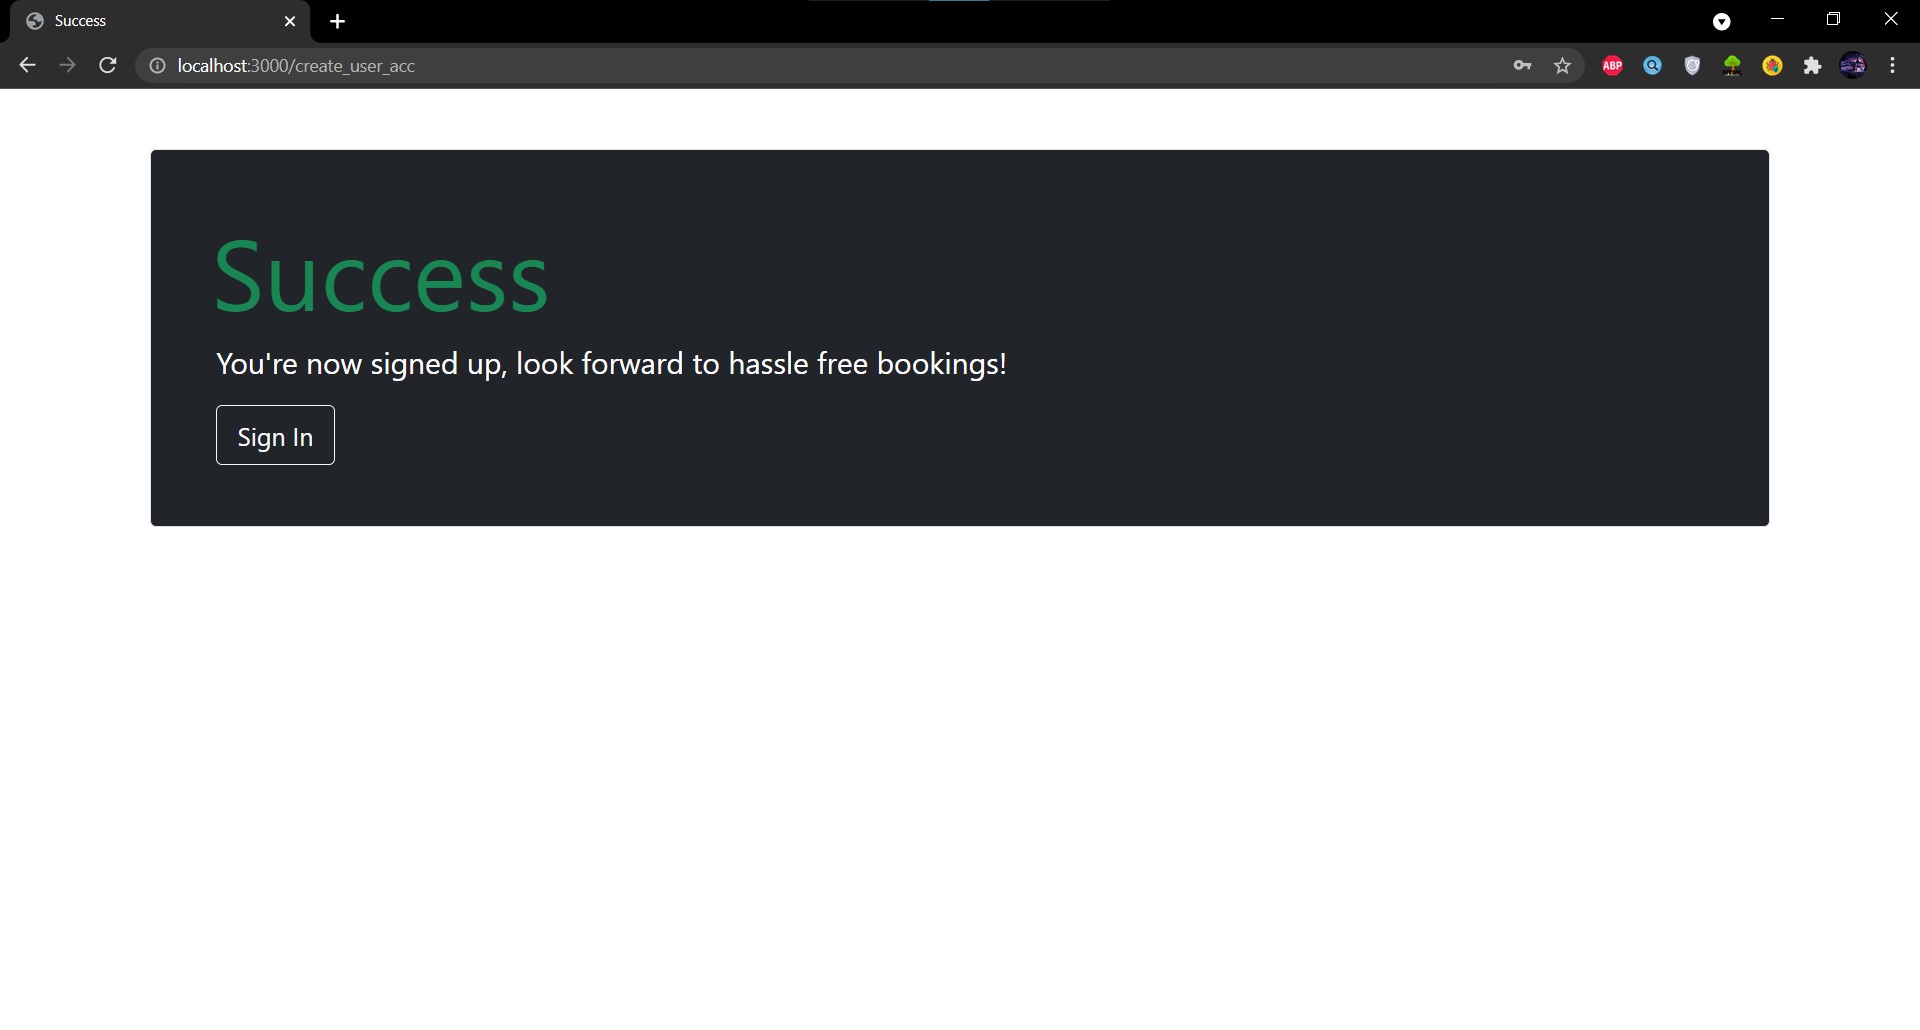 Success
localhost:3000/create_user_acc
ABP
Success
You're now signed up, look forward to hassle free bookings!
Sign In